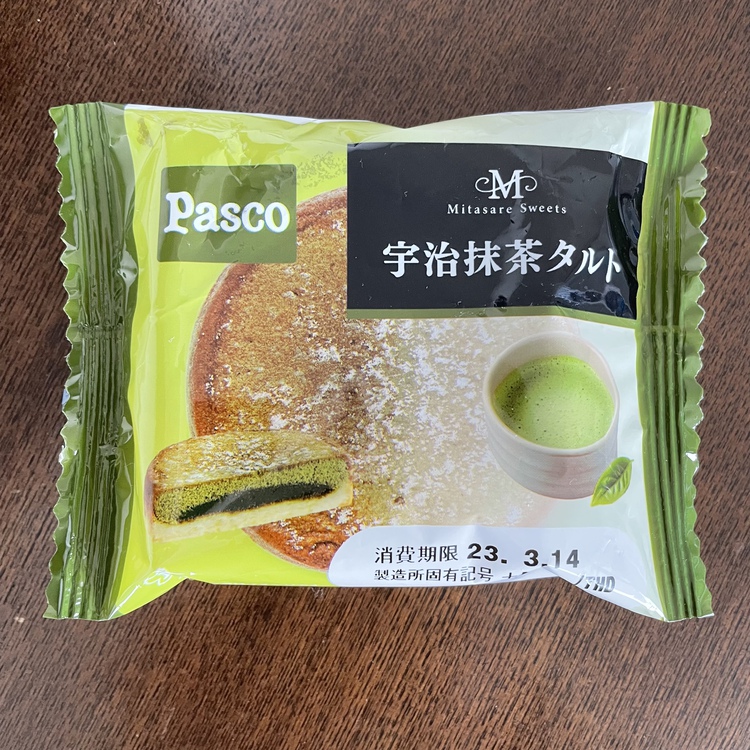 Pasco
M
Mitasare Sweets
宇治抹茶タルト
消費期限 23. 3.14
製造所固有記号